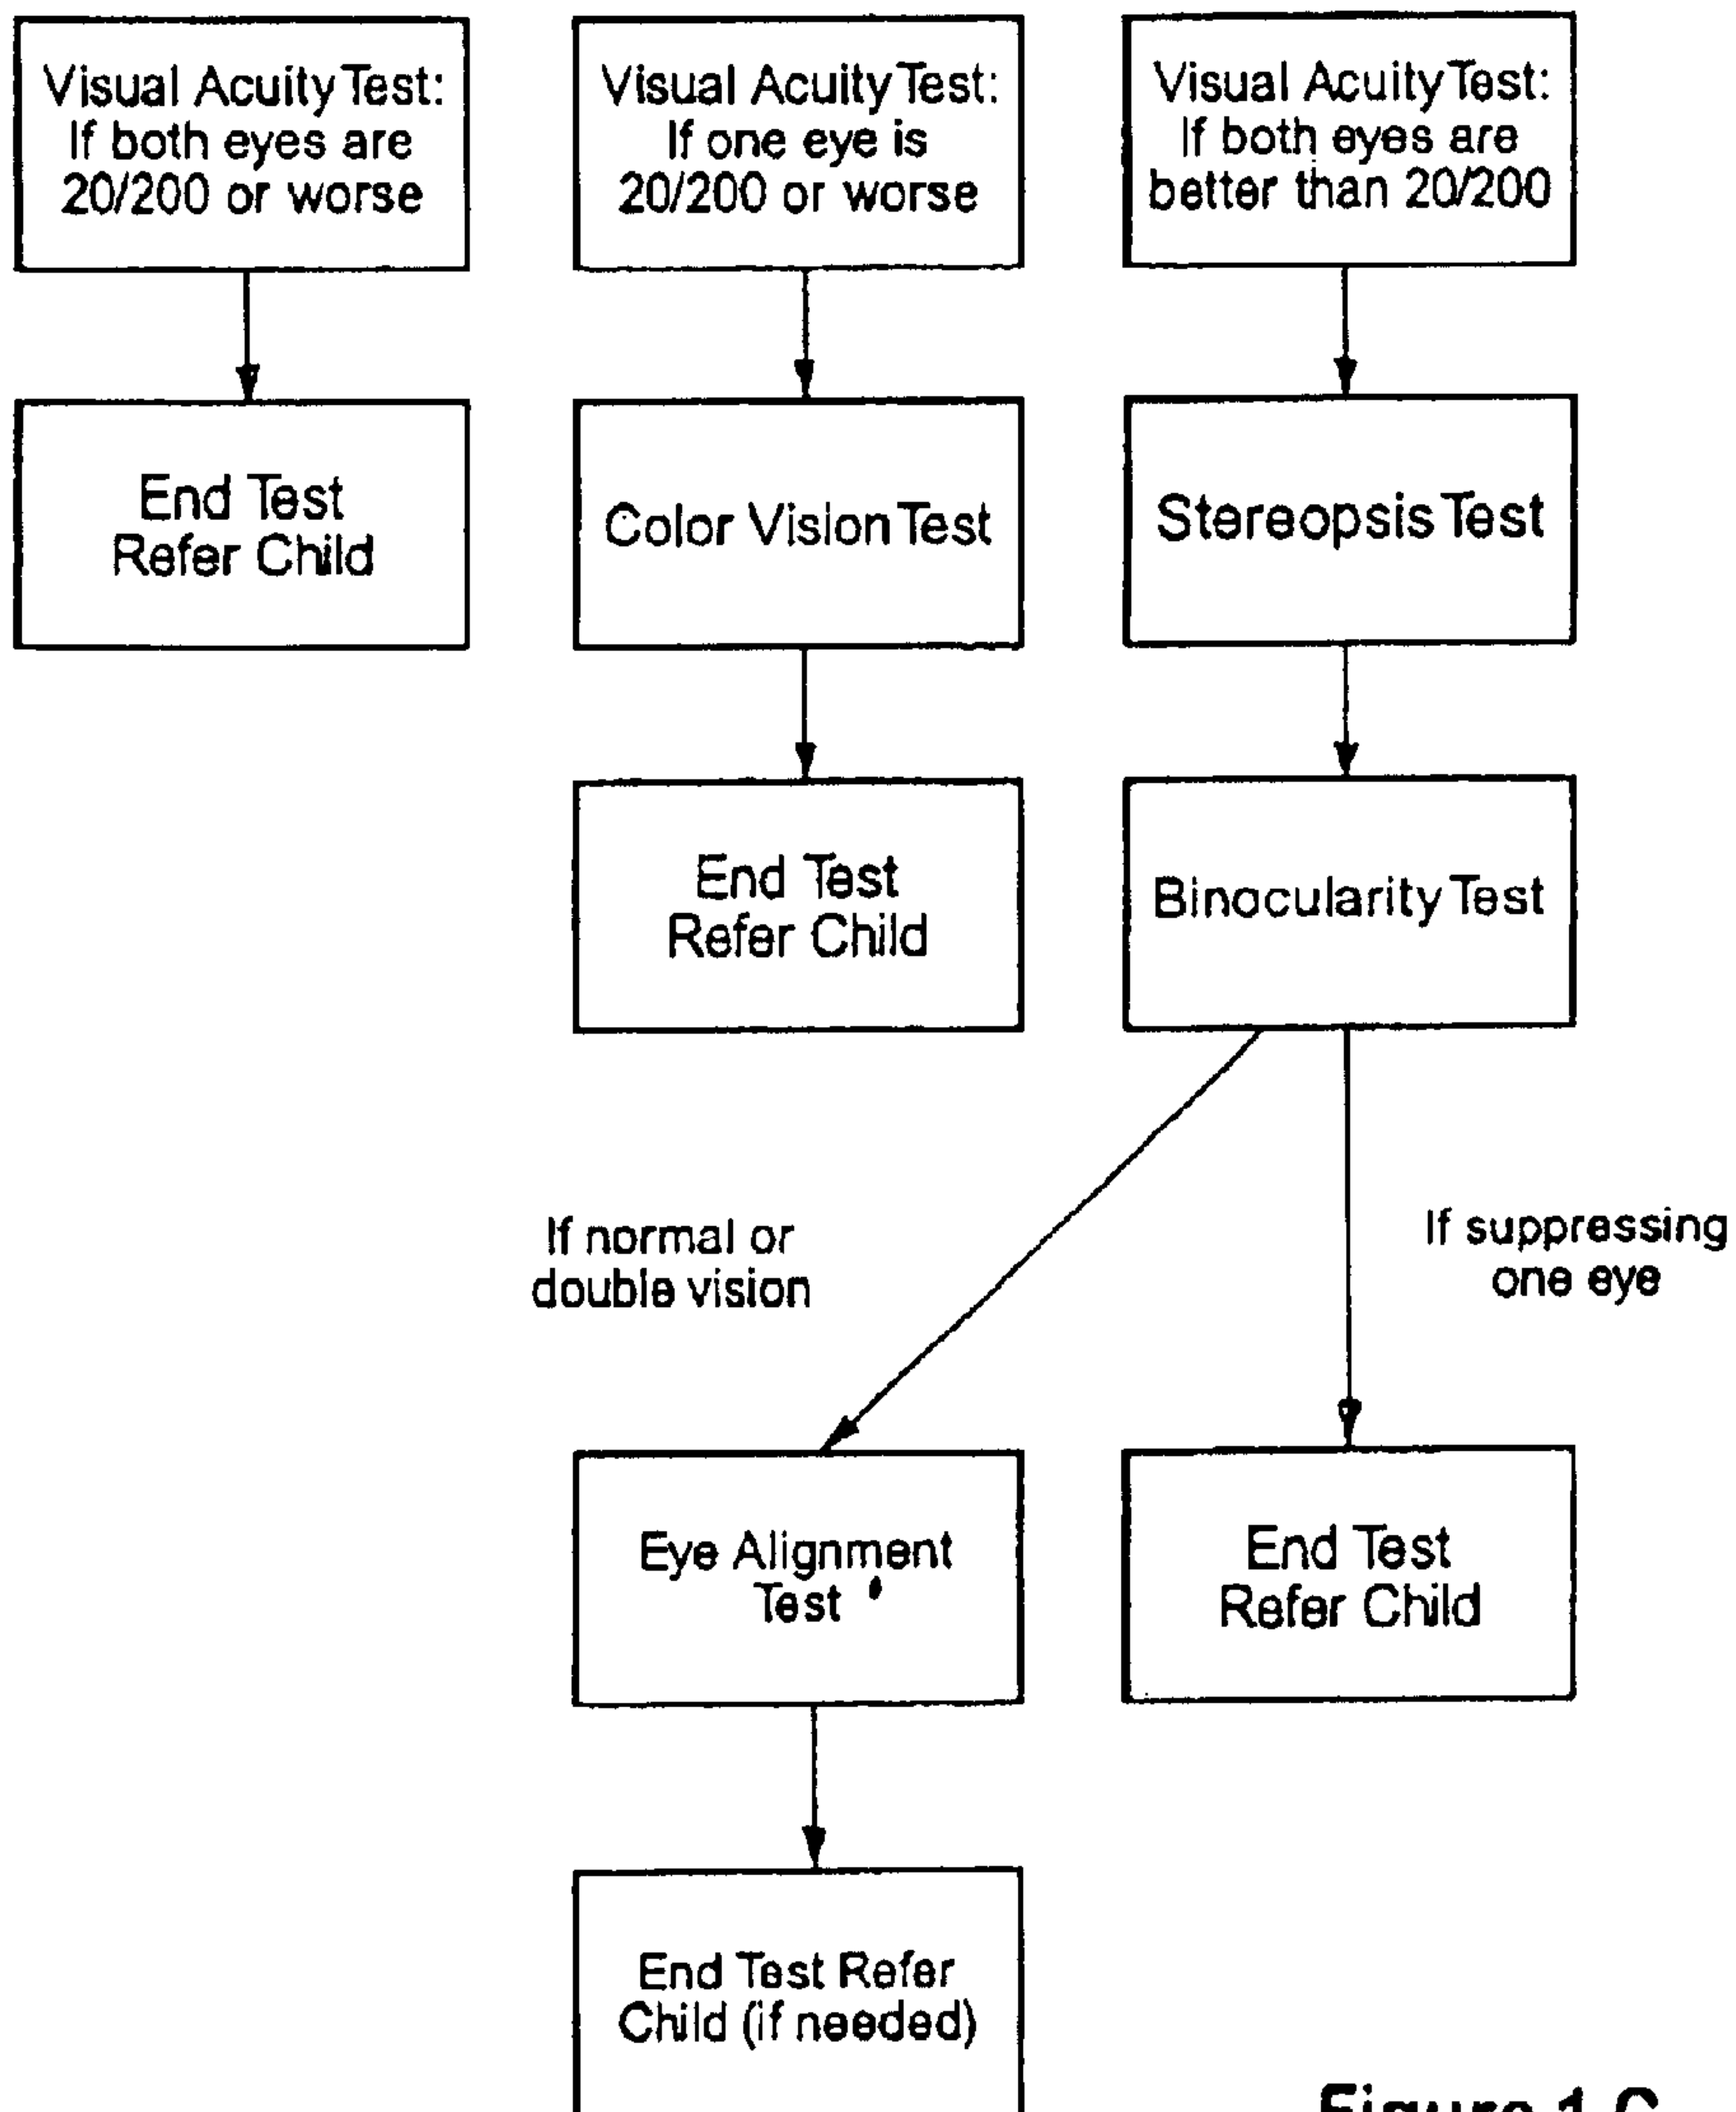 Visual Acuity Test:
If both eyes are
20/200 or worse
Visual Acuity Test:
If one eye is
20/200 or worse
Visual Acuity Test:
If both eyes are
better than 20/200
End Test
Refer Child
Color Vision Test
Stereopsis Test
End Test
Refer Child
Binocularity Test
If normal or
double vision
If suppressing
one eye
Eye Alignment
Test
End Test
Refer Child
End Test Refer
Child (if needed)
Figure 1